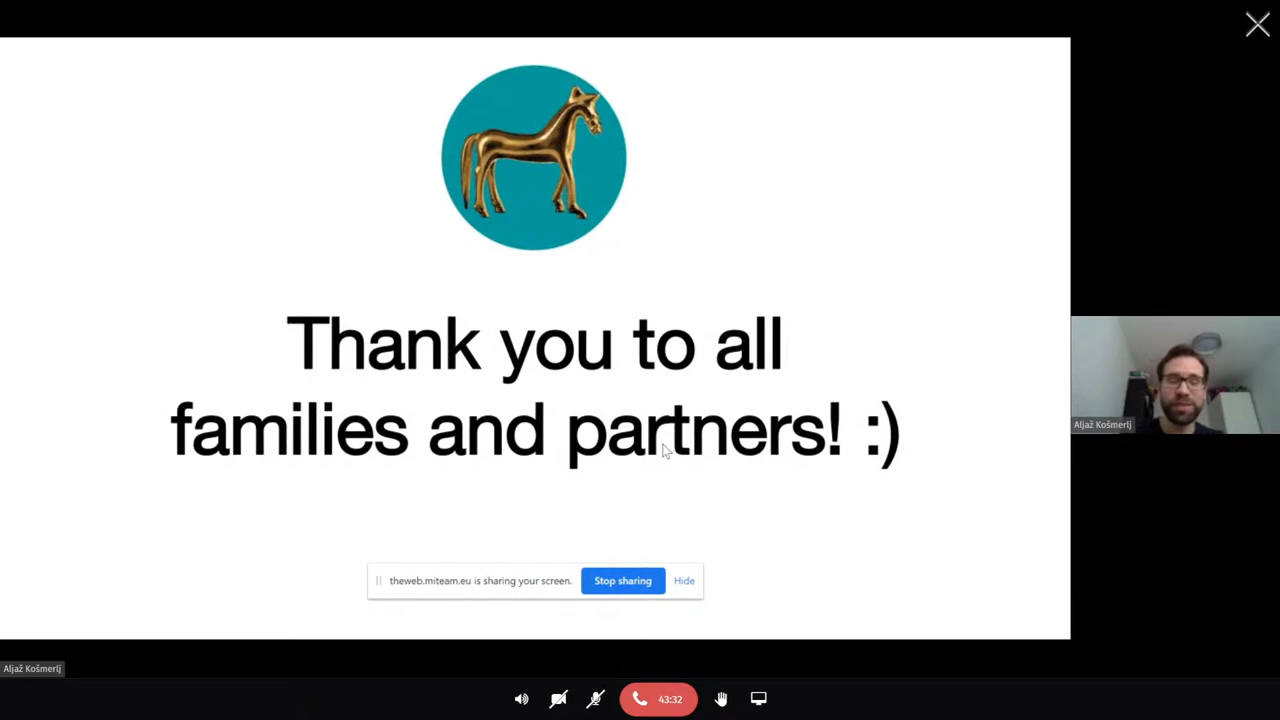 Thank you to all
families and partners! :)
Aljaž Košmerlj
theweb.miteam.eu is sharing your screen. Stop sharing Hide
Aljaž Košmerlj
43:32